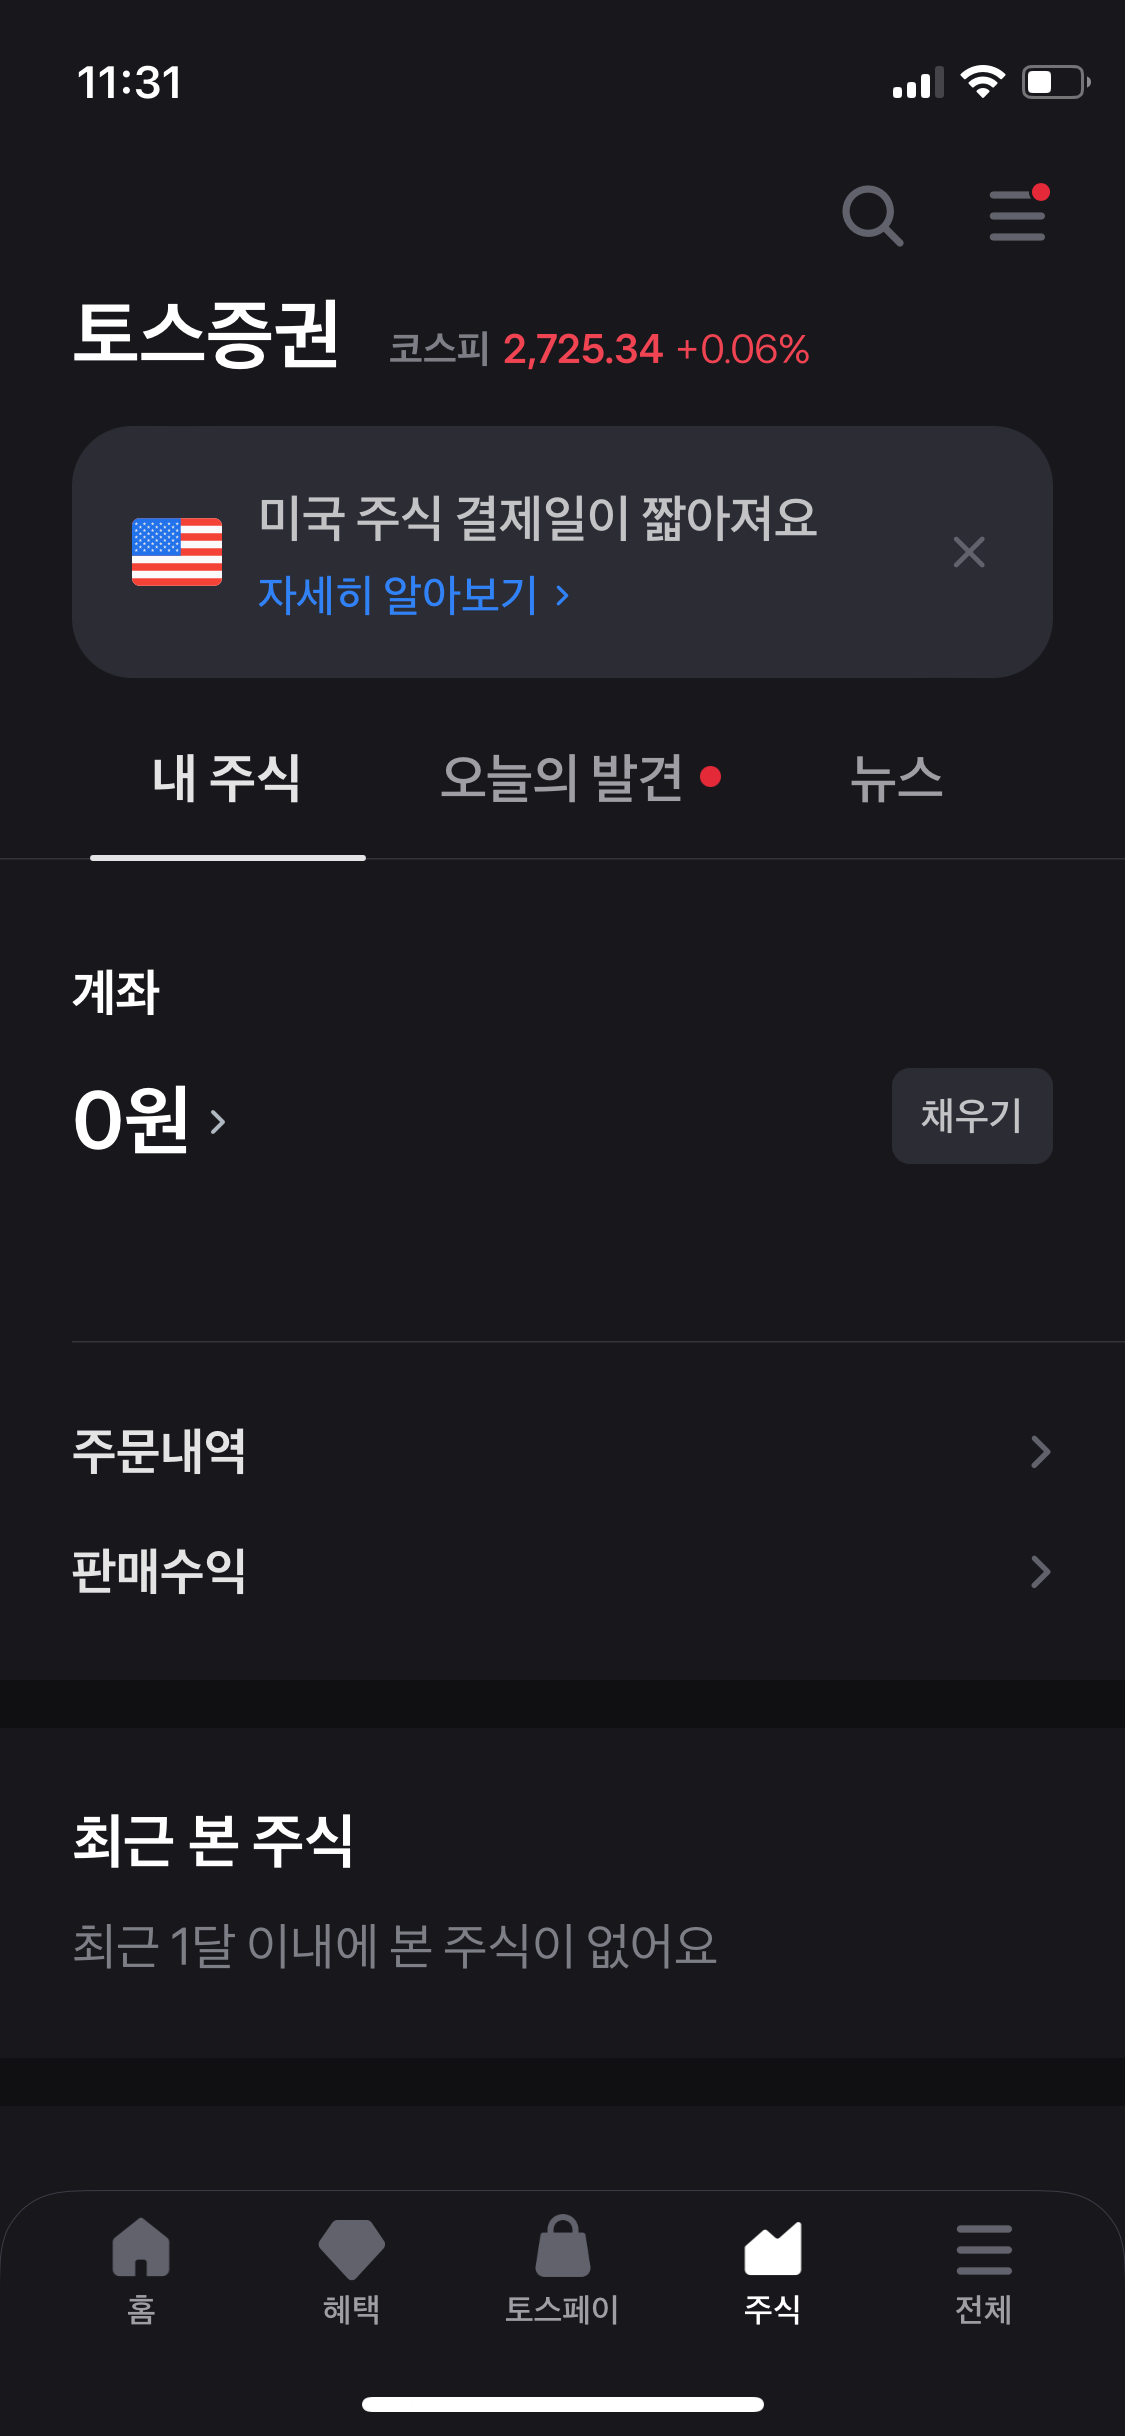 11:31
토스증권 코스피 2,725.34 +0.06%
미국 주식 결제일이 짧아져요
자세히 알아보기
내 주식 오늘의 발견 뉴스
계좌
0원 채우기
주문내역
판매수익
최근 본 주식
최근 1달 이내에 본 주식이 없어요
홈 혜택 토스페이 주식 전체